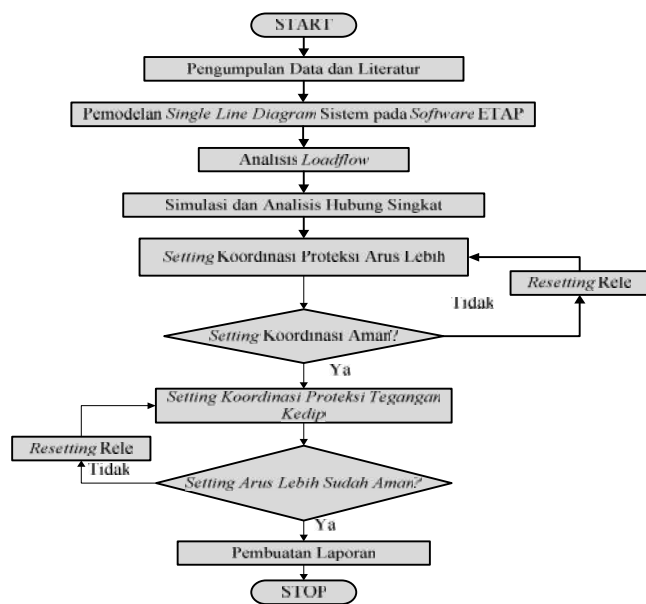 START
Pengumpulan Data dan Literatur
Pemodelan Single Line Diagram Sistem pada Software ETAP
Analisis Loadflow
Simulasi dan Analisis Hubung Singkat
Setting Koordinasi Proteksi Arus Lebih
Resetting Rele
Tidak
Setting Koordinasi Aman?
Ya
Setting Koordinasi Proteksi Tegangan
Kedip
Resetting Rele
Tidak
Setting Arus Lebih Sudah Aman?
Ya
Pembuatan Laporan
STOP